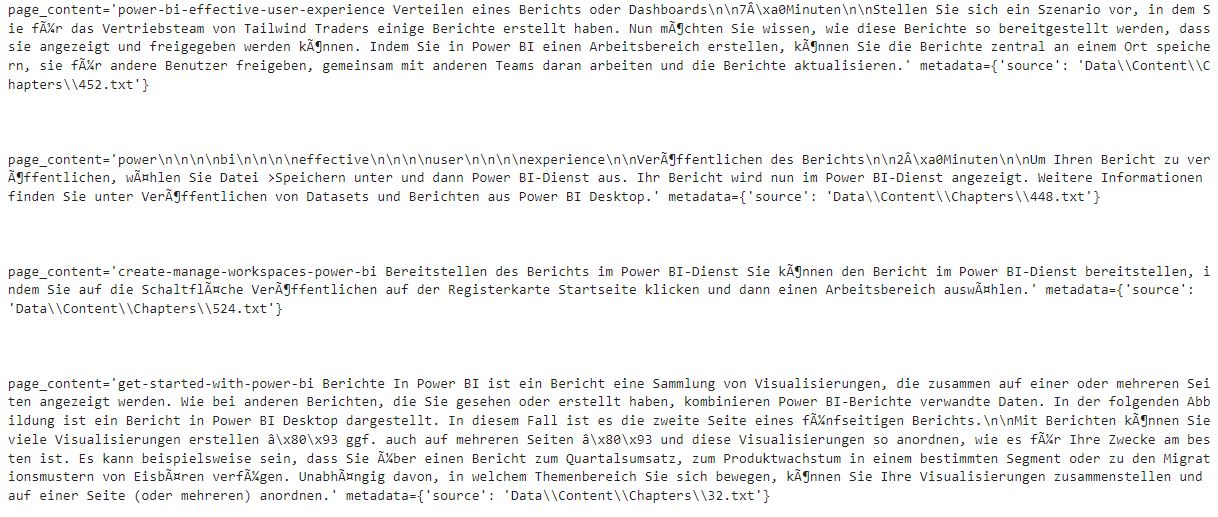 page_content='power-bi-effective-user-experience Verteilen eines Berichts oder Dashboards\n\n7Â\xa0Minuten\n\nStellen Sie sich ein Szenario vor, in dem S
ie fÃ¼r das Vertriebsteam von Tailwind Traders einige Berichte erstellt haben. Nun mÃ¶chten Sie wissen, wie diese Berichte so bereitgestellt werden, dass
sie angezeigt und freigegeben werden kÃ¶nnen. Indem Sie in Power BI einen Arbeitsbereich erstellen, kÃ¶nnen Sie die Berichte zentral an einem Ort speiche
rn, sie fÃ¼r andere Benutzer freigeben, gemeinsam mit anderen Teams daran arbeiten und die Berichte aktualisieren.' metadata={'source': 'Data\\Content\\C
hapters\\452.txt'}
page_content='power\n\n\n\nbi\n\n\n\neffective\n\n\n\nuser\n\n\n\nexperience\n\nVerÃ¶ffentlichen des Berichts\n\n2Â\xa0Minuten\n\nUm Ihren Bericht zu ver
Ã¶ffentlichen, wÃ¤hlen Sie Datei >Speichern unter und dann Power BI-Dienst aus. Ihr Bericht wird nun im Power BI-Dienst angezeigt. Weitere Informationen
finden Sie unter VerÃ¶ffentlichen von Datasets und Berichten aus Power BI Desktop.' metadata={'source': 'Data\\Content\\Chapters\\448.txt'}
page_content='create-manage-workspaces-power-bi Bereitstellen des Berichts im Power BI-Dienst Sie kÃ¶nnen den Bericht im Power BI-Dienst bereitstellen, i
ndem Sie auf die SchaltflÃ¤che VerÃ¶ffentlichen auf der Registerkarte Startseite klicken und dann einen Arbeitsbereich auswÃ¤hlen.' metadata={'source':
'Data\\Content\\Chapters\\524.txt'}
page_content='get-started-with-power-bi Berichte In Power BI ist ein Bericht eine Sammlung von Visualisierungen, die zusammen auf einer oder mehreren Sei
ten angezeigt werden. Wie bei anderen Berichten, die Sie gesehen oder erstellt haben, kombinieren Power BI-Berichte verwandte Daten. In der folgenden Abb
ildung ist ein Bericht in Power BI Desktop dargestellt. In diesem Fall ist es die zweite Seite eines fÃ¼nfseitigen Berichts.\n\nMit Berichten kÃ¶nnen Sie
viele Visualisierungen erstellen â\x80\x93 ggf. auch auf mehreren Seiten â\x80\x93 und diese Visualisierungen so anordnen, wie es fÃ¼r Ihre Zwecke am bes
ten ist. Es kann beispielsweise sein, dass Sie Ã¼ber einen Bericht zum Quartalsumsatz, zum Produktwachstum in einem bestimmten Segment oder zu den Migrat
ionsmustern von EisbÃ¤ren verfÃ¼gen. UnabhÃ¤ngig davon, in welchem Themenbereich Sie sich bewegen, kÃ¶nnen Sie Ihre Visualisierungen zusammenstellen und
auf einer Seite (oder mehreren) anordnen.' metadata={'source': 'Data\\Content\\Chapters\\32.txt'}